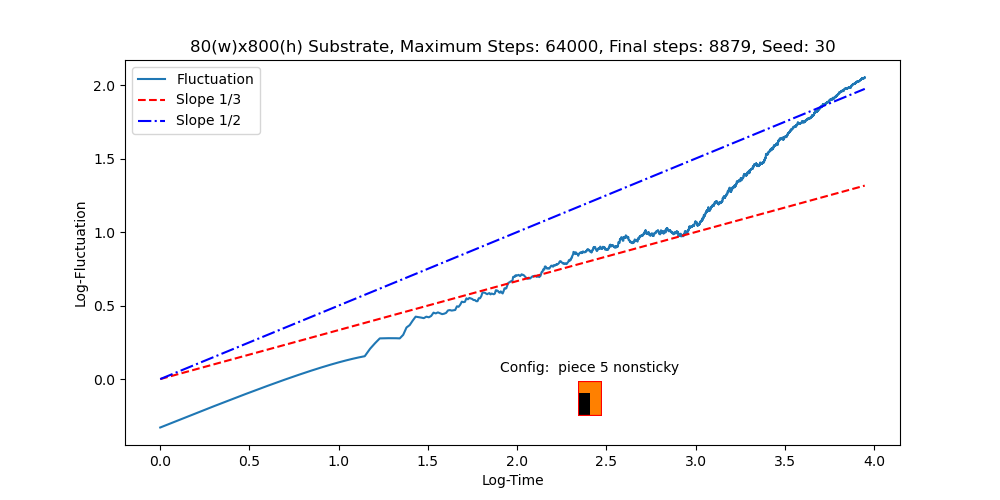 80(w)x800(h) Substrate, Maximum Steps: 64000, Final steps: 8879, Seed: 30
Fluctuation
Slope 1/3
Slope 1/2
2.0
1.5
1.0
0.5
0.0
Log-Fluctuation
Config:  piece 5 nonsticky
0.0 0.5 1.0 1.5 2.0 2.5 3.0 3.5 4.0
Log-Time